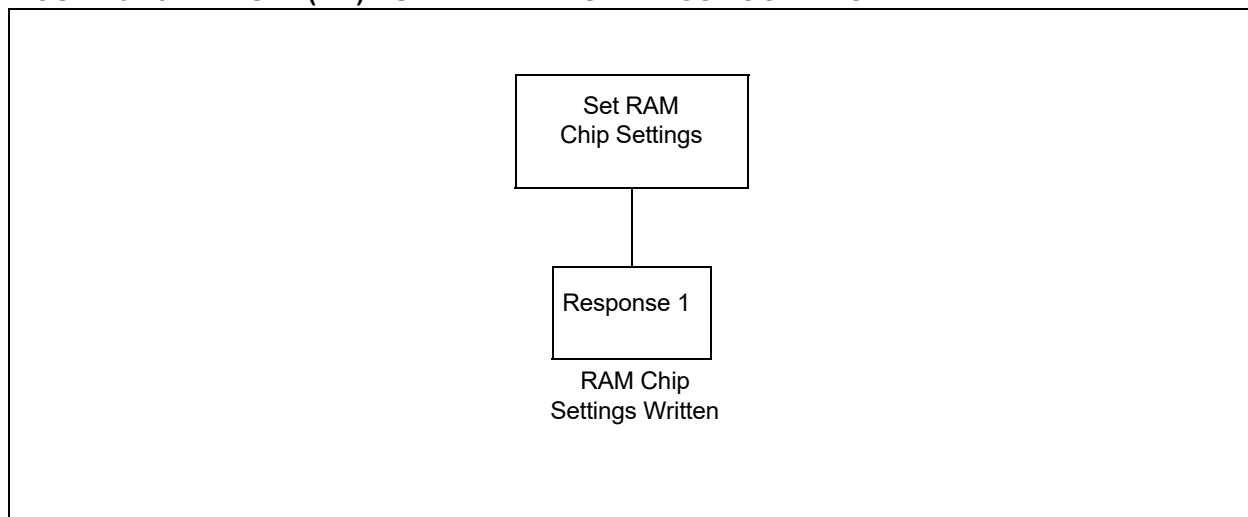 Set RAM
Chip Settings
Response 1
RAM Chip
Settings Written